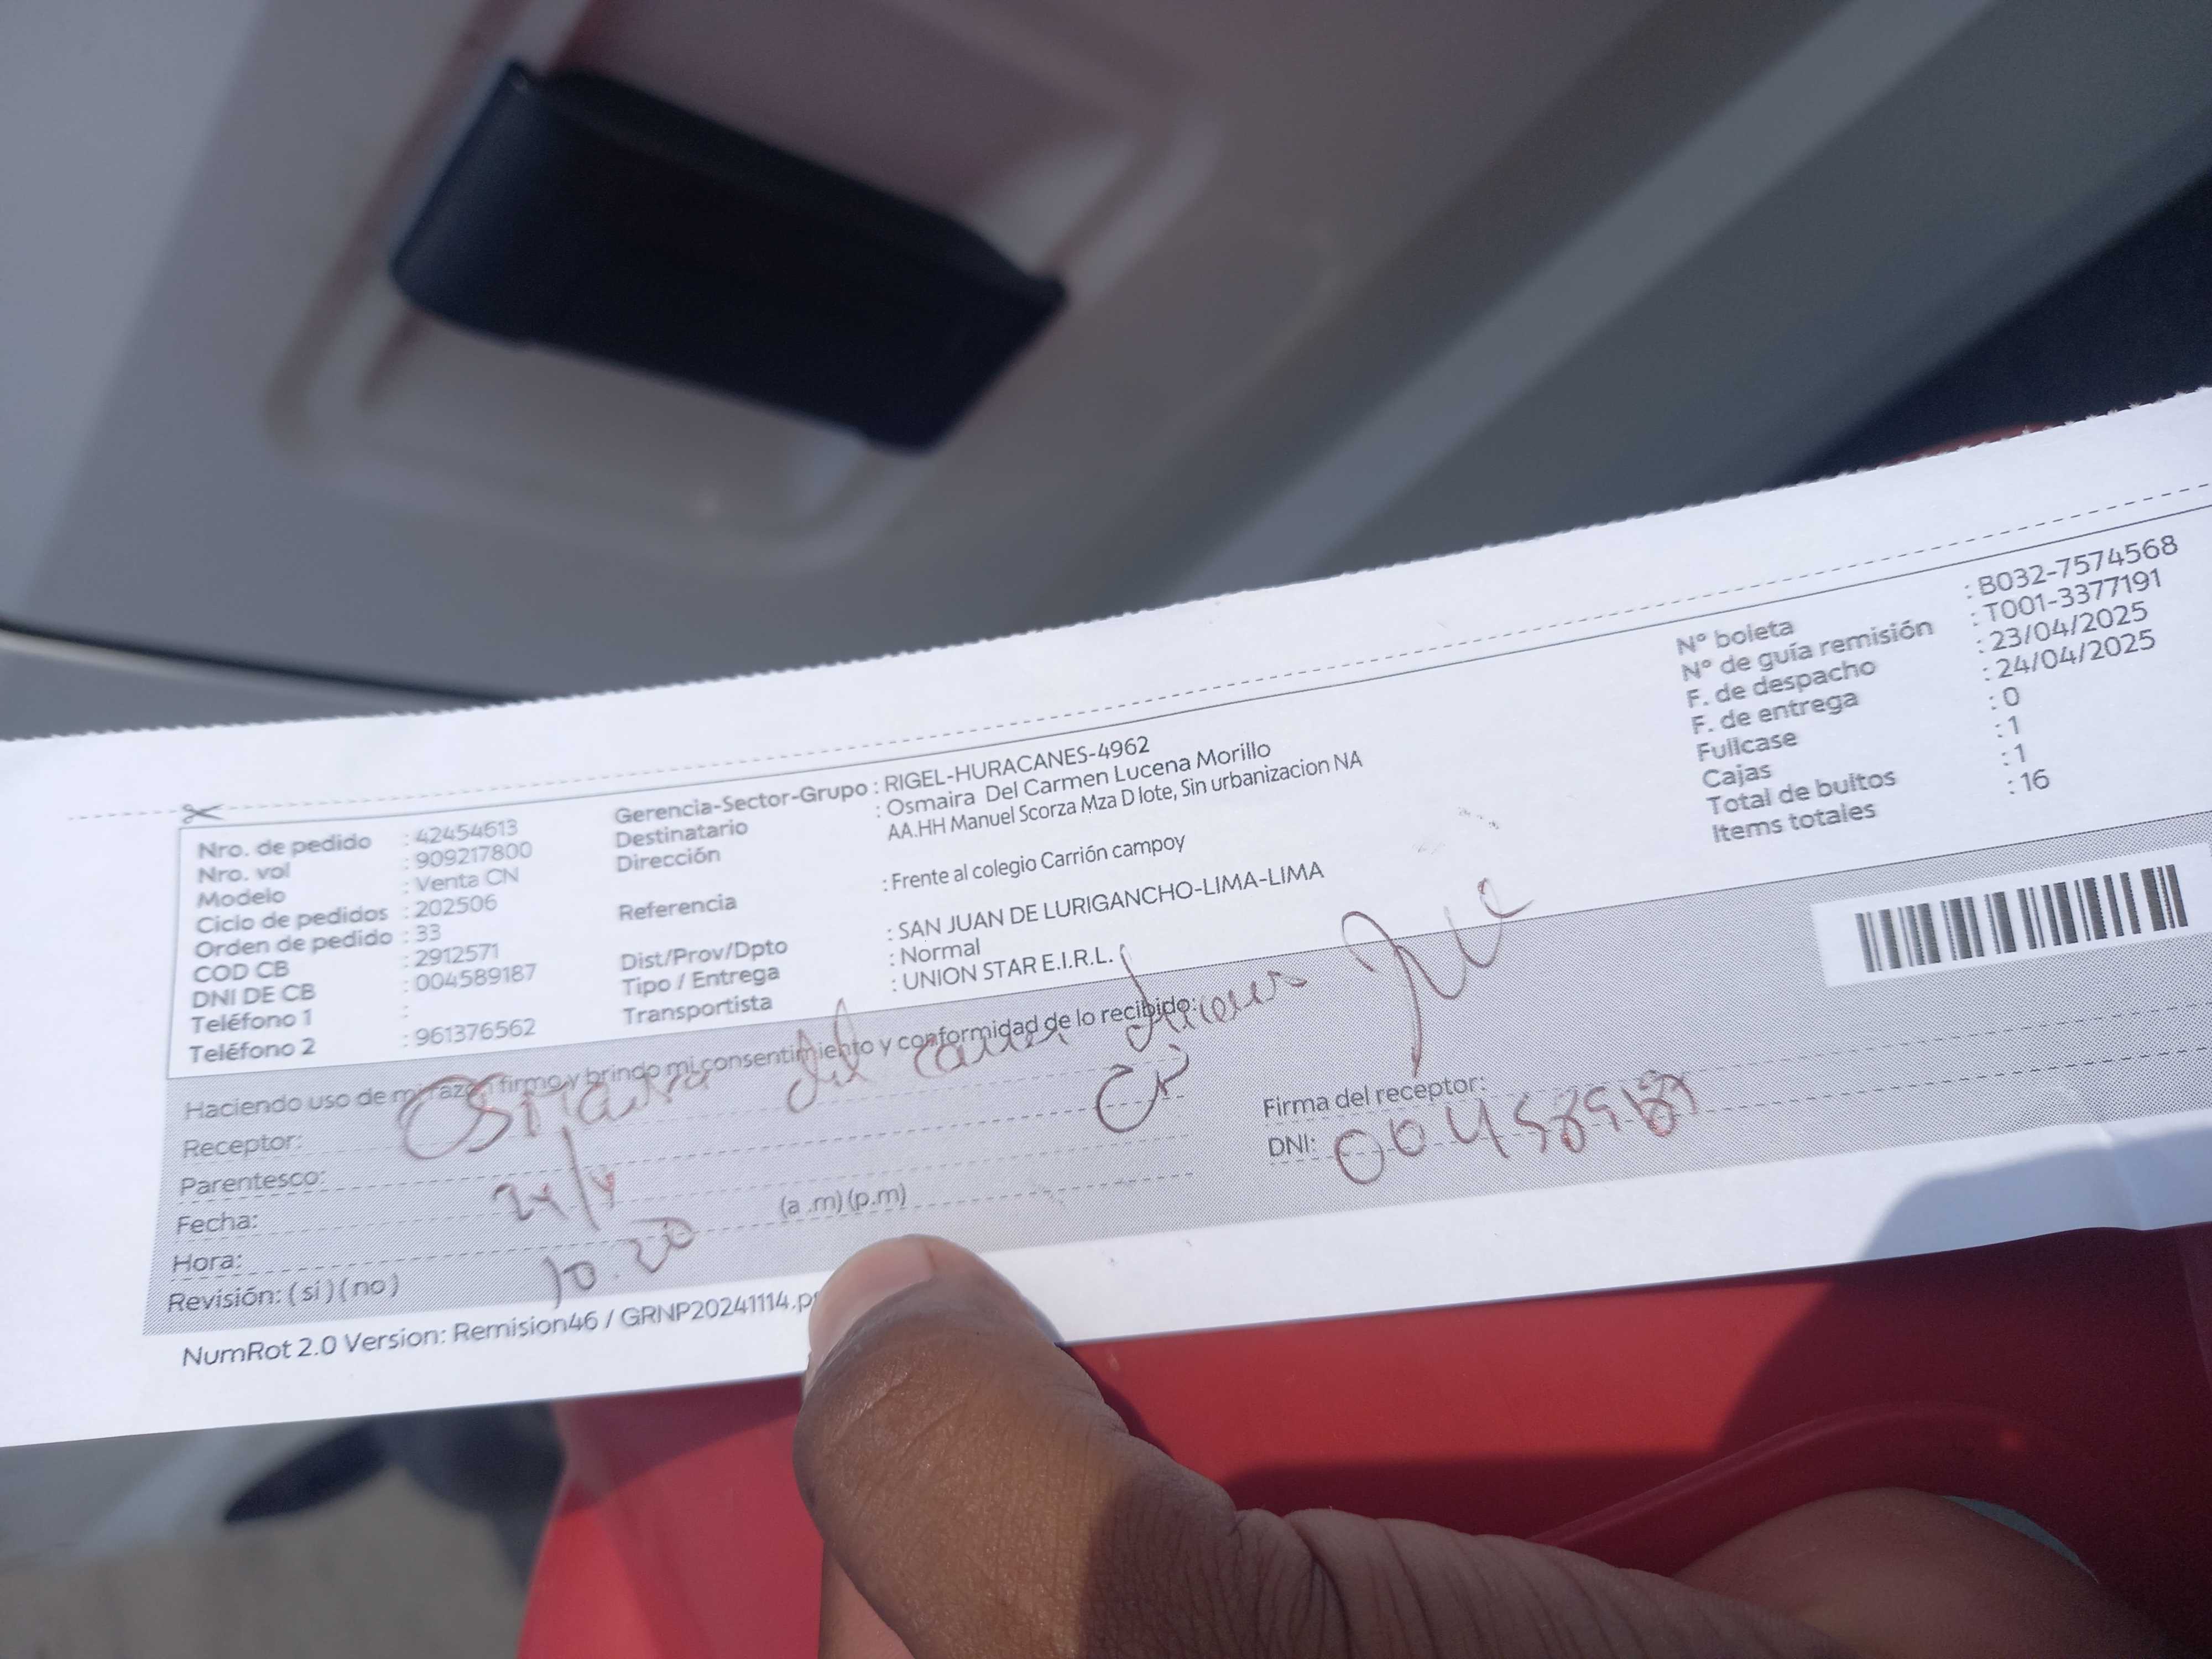 Nro. de pedido : 42454613
Nro. vol : 909217800
Modelo : Venta CN
Ciclo de pedidos : 202506
Orden de pedido : 33
COD CB : 2912571
DNI DE CB : 004589187
Teléfono 1 :
Teléfono 2 : 961376562
Gerencia-Sector-Grupo : RIGEL-HURACANES-4962
Destinatario : Osmaira Del Carmen Lucena Morillo
Dirección AA.HH Manuel Scorza Mza D lote, Sin urbanizacion NA
Referencia : Frente al colegio Carrión campoy
Dist/Prov/Dpto : SAN JUAN DE LURIGANCHO-LIMA-LIMA
Tipo / Entrega : Normal
Transportista : UNION STAR E.I.R.L.
N° boleta : B032-7574568
N° de guía remisión : T001-3377191
F. de despacho : 23/04/2025
F. de entrega : 24/04/2025
Fullcase : 0
Cajas : 1
Total de bultos : 1
Items totales : 16
Haciendo uso de mi razón firmo y brindo mi consentimiento y conformidad de lo recibido:
Receptor: Osmaira del Carmen
Parentesco:
Fecha: 24/4
Hora: 10.20 (a .m) (p.m)
Revisión: ( si ) ( no )
Firma del receptor:
DNI: 004589187
NumRot 2.0 Version: Remision46 / GRNP20241114.p